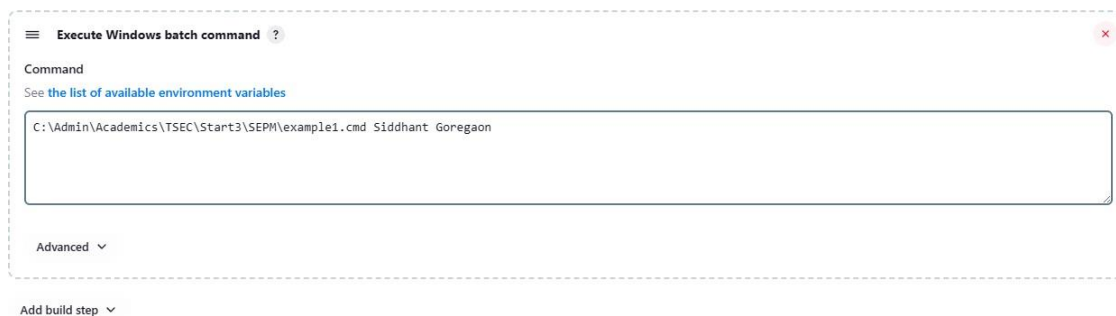 Execute Windows batch command ?
Command
See the list of available environment variables
C:\Admin\Academics\TSEC\Start3\SEPM\example1.cmd Siddhant Goregaon
Advanced
Add build step